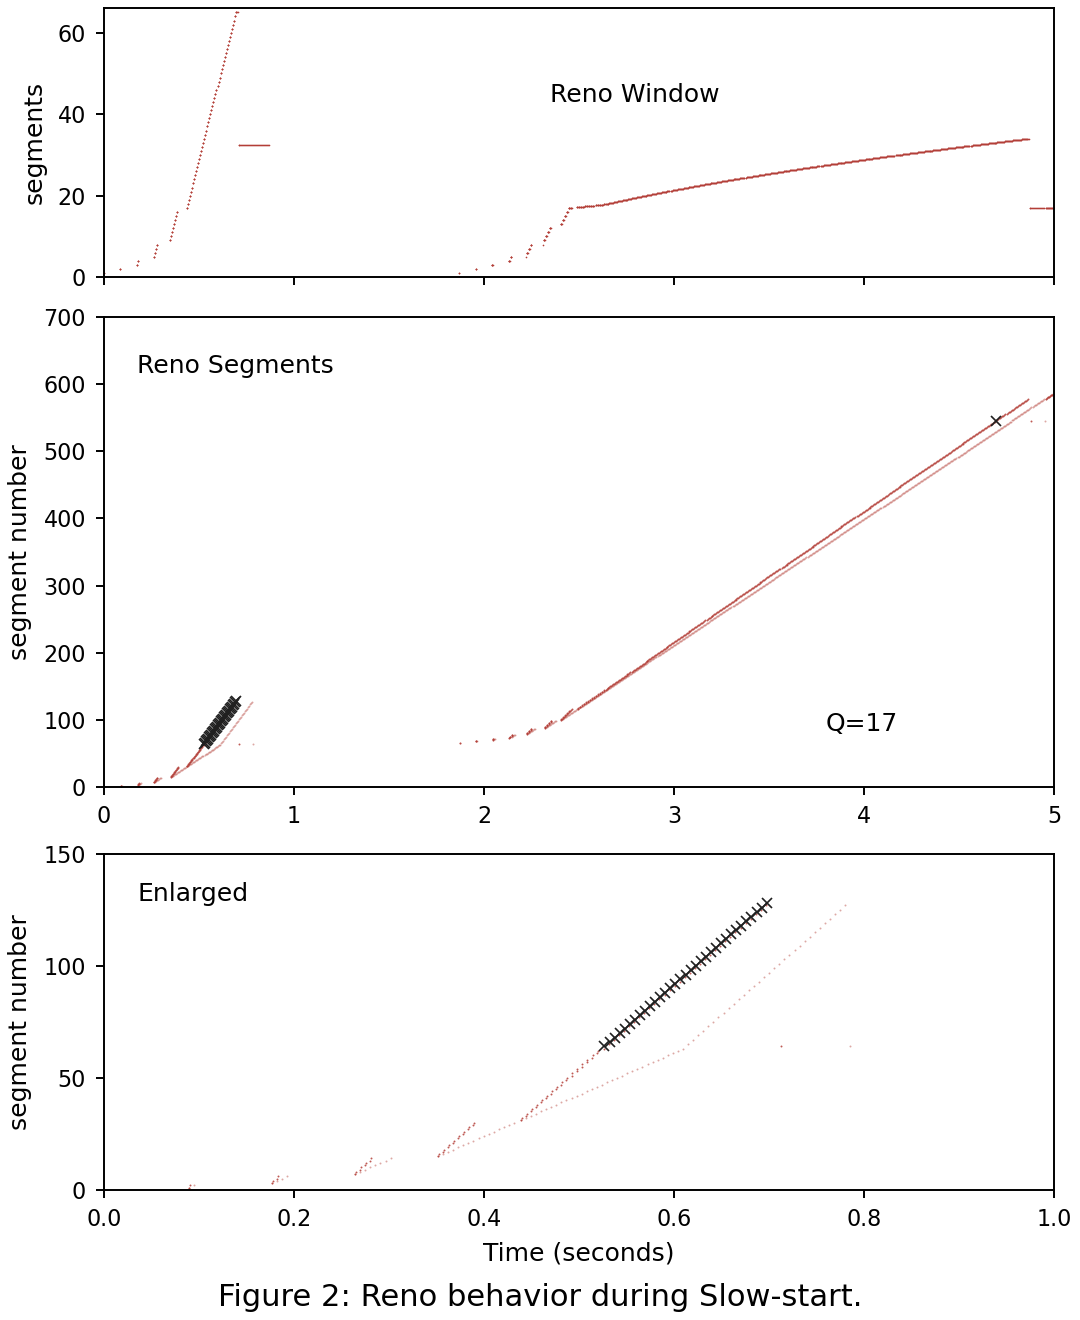 60
40
20
0
segments
Reno Window
700
600
500
400
300
200
100
0
segment number
Reno Segments
Q=17
0 1 2 3 4 5
150
100
50
0
segment number
Enlarged
0.0 0.2 0.4 0.6 0.8 1.0
Time (seconds)
Figure 2: Reno behavior during Slow-start.